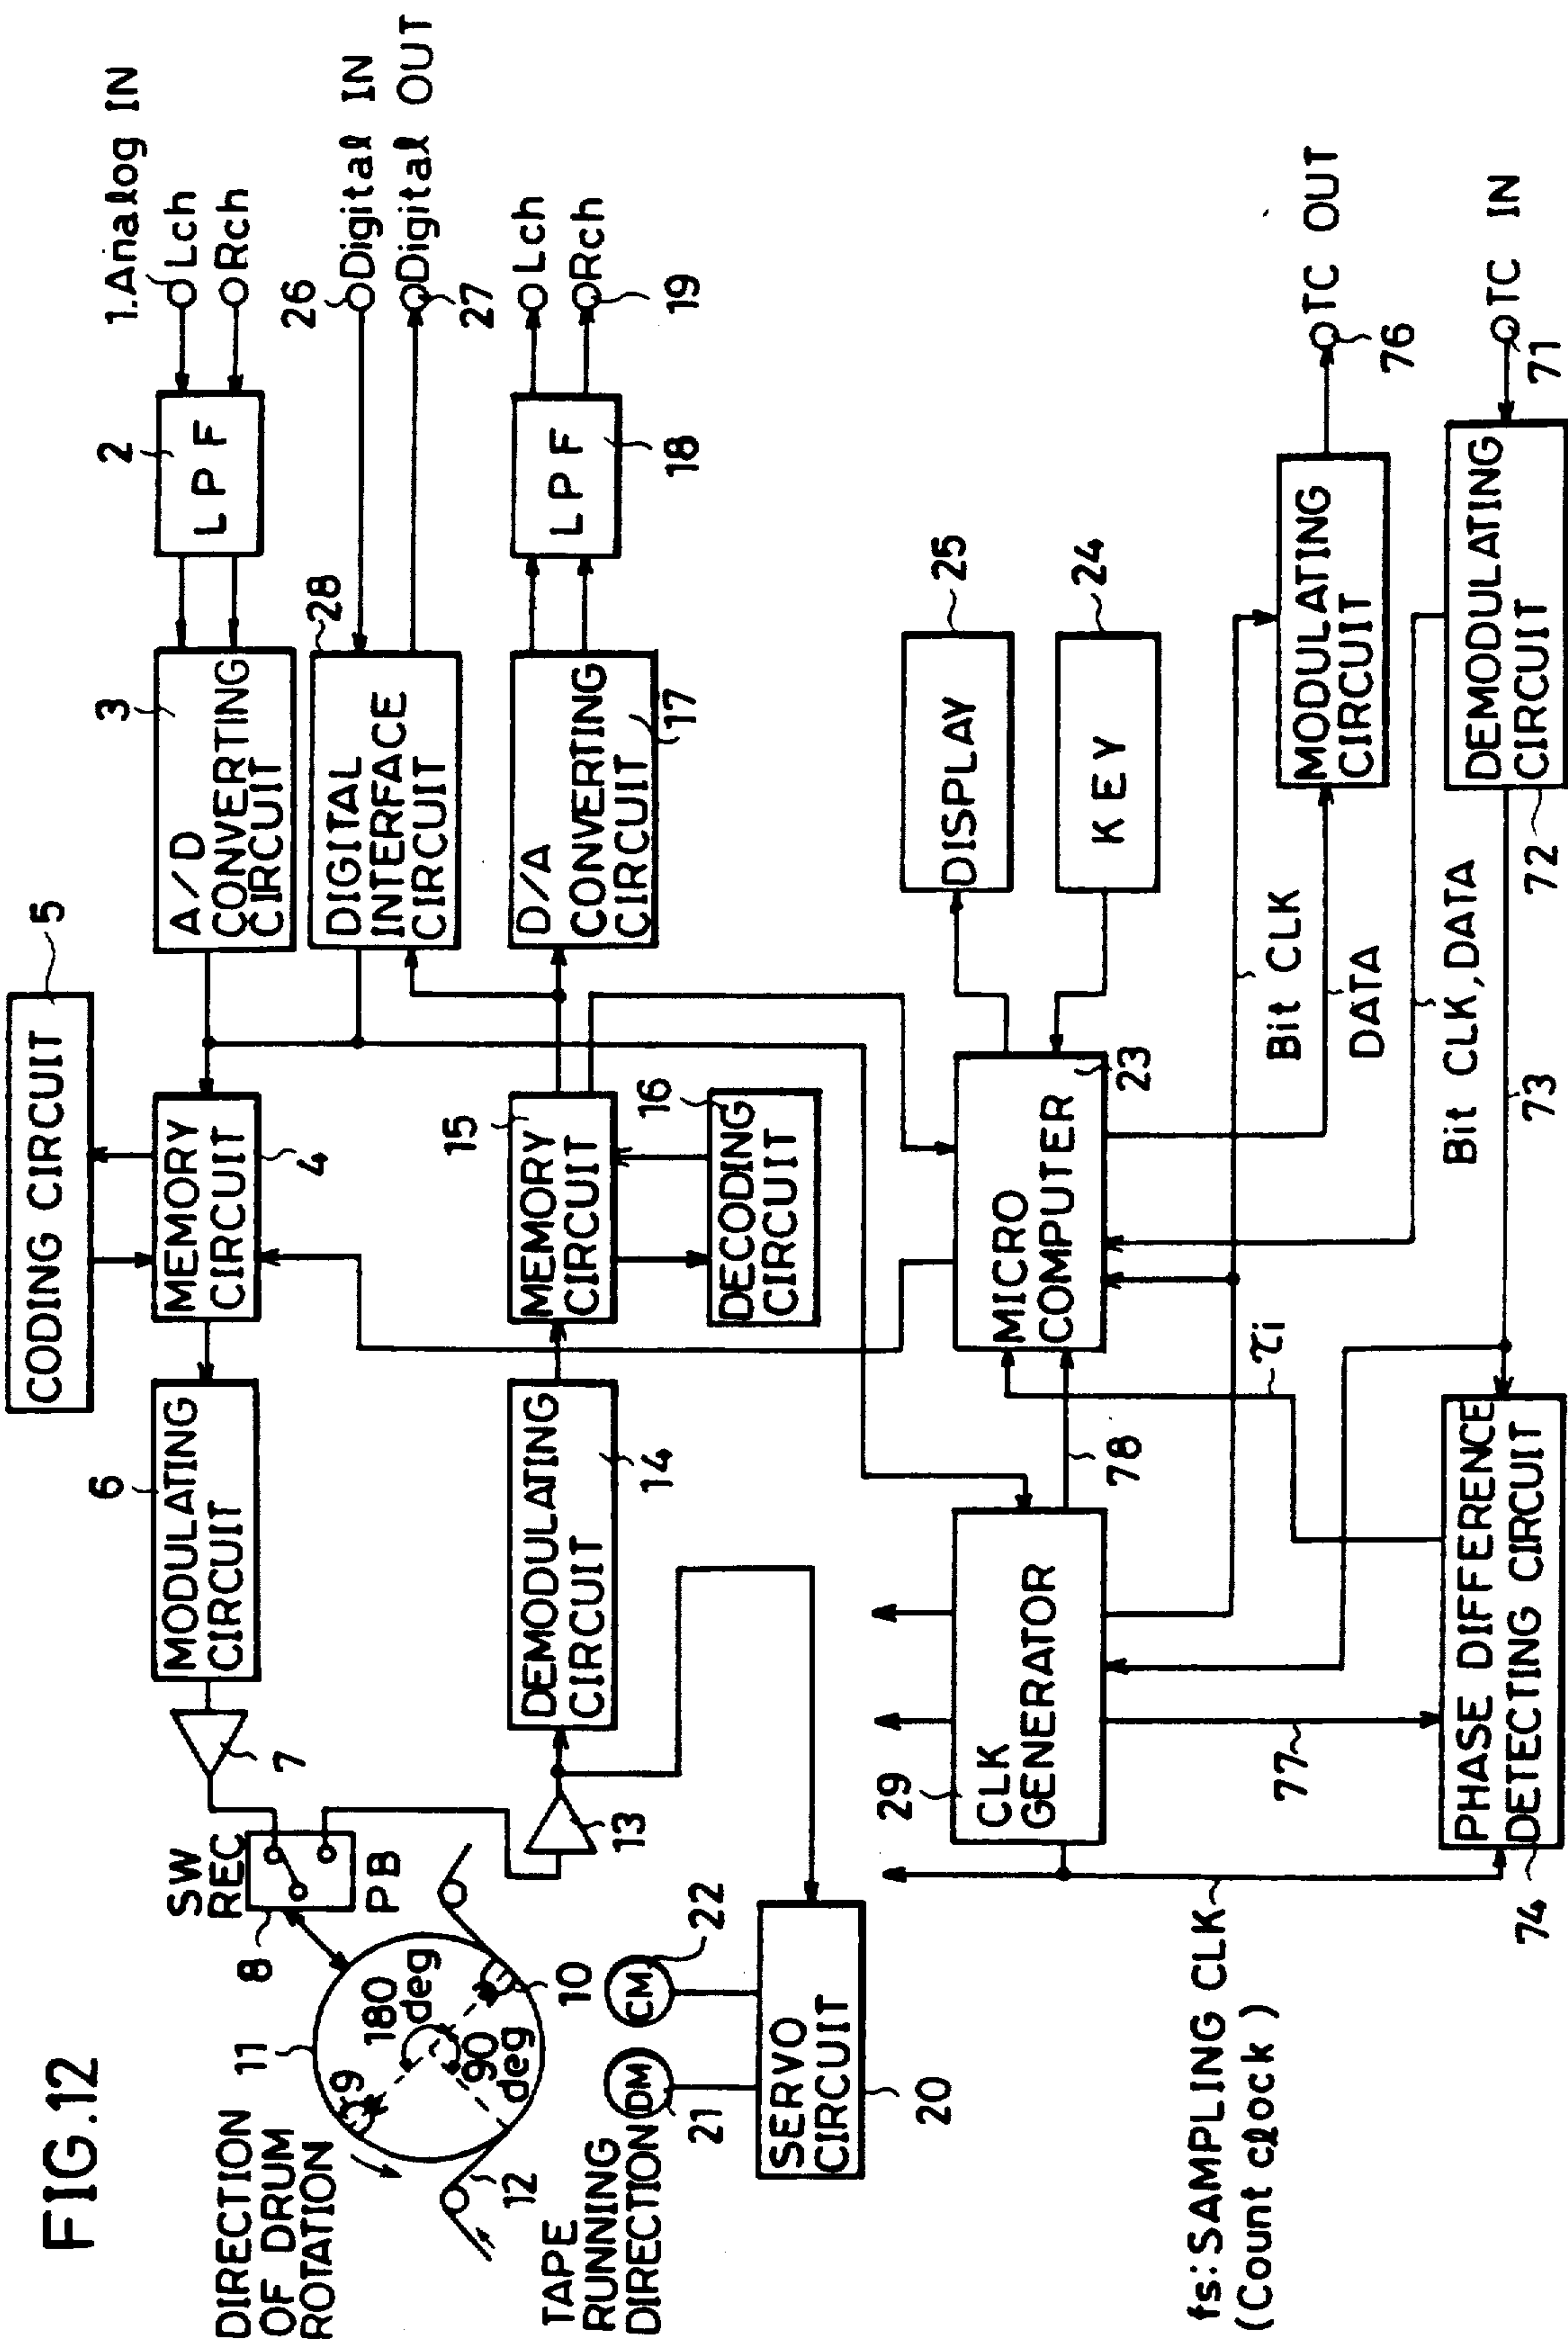 FIG.12
DIRECTION
OF DRUM
ROTATION
11
9
180
deg
90
deg
10
12
TAPE
RUNNING
DIRECTION
SW
REC
PB
8
7
6
MODULATING
CIRCUIT
CODING CIRCUIT
5
MEMORY
CIRCUIT
4
3
A/D
CONVERTING
CIRCUIT
2
LPF
1.Analog IN
Lch
Rch
28
DIGITAL
INTERFACE
CIRCUIT
26
Digital IN
Digital OUT
27
13
DEMODULATING
CIRCUIT
14
15
MEMORY
CIRCUIT
16
DECODING
CIRCUIT
D/A
CONVERTING
CIRCUIT
17
LPF
18
Lch
Rch
19
DM
21
CM
22
SERVO
CIRCUIT
20
29
CLK
GENERATOR
78
MICRO
COMPUTER
23
DISPLAY
25
KEY
24
τi
Bit CLK
DATA
MODULATING
CIRCUIT
TC OUT
76
Bit CLK,DATA
73
72
DEMODULATING
CIRCUIT
TC IN
71
fs:SAMPLING CLK
(Count clock)
77
74
PHASE DIFFERENCE
DETECTING CIRCUIT